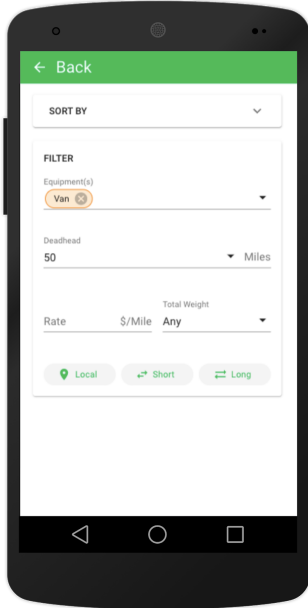 Back
SORT BY
FILTER
Equipment(s)
Van
Deadhead
50 Miles
Total Weight
Rate $/Mile Any
Local Short Long